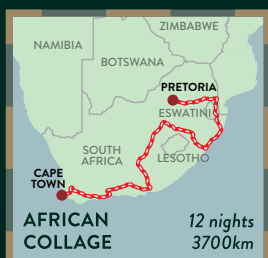 ZIMBABWE
NAMIBIA
BOTSWANA
PRETORIA
ESWATINI
SOUTH
AFRICA
LESOTHO
CAPE
TOWN
AFRICAN
COLLAGE
12 nights
3700km